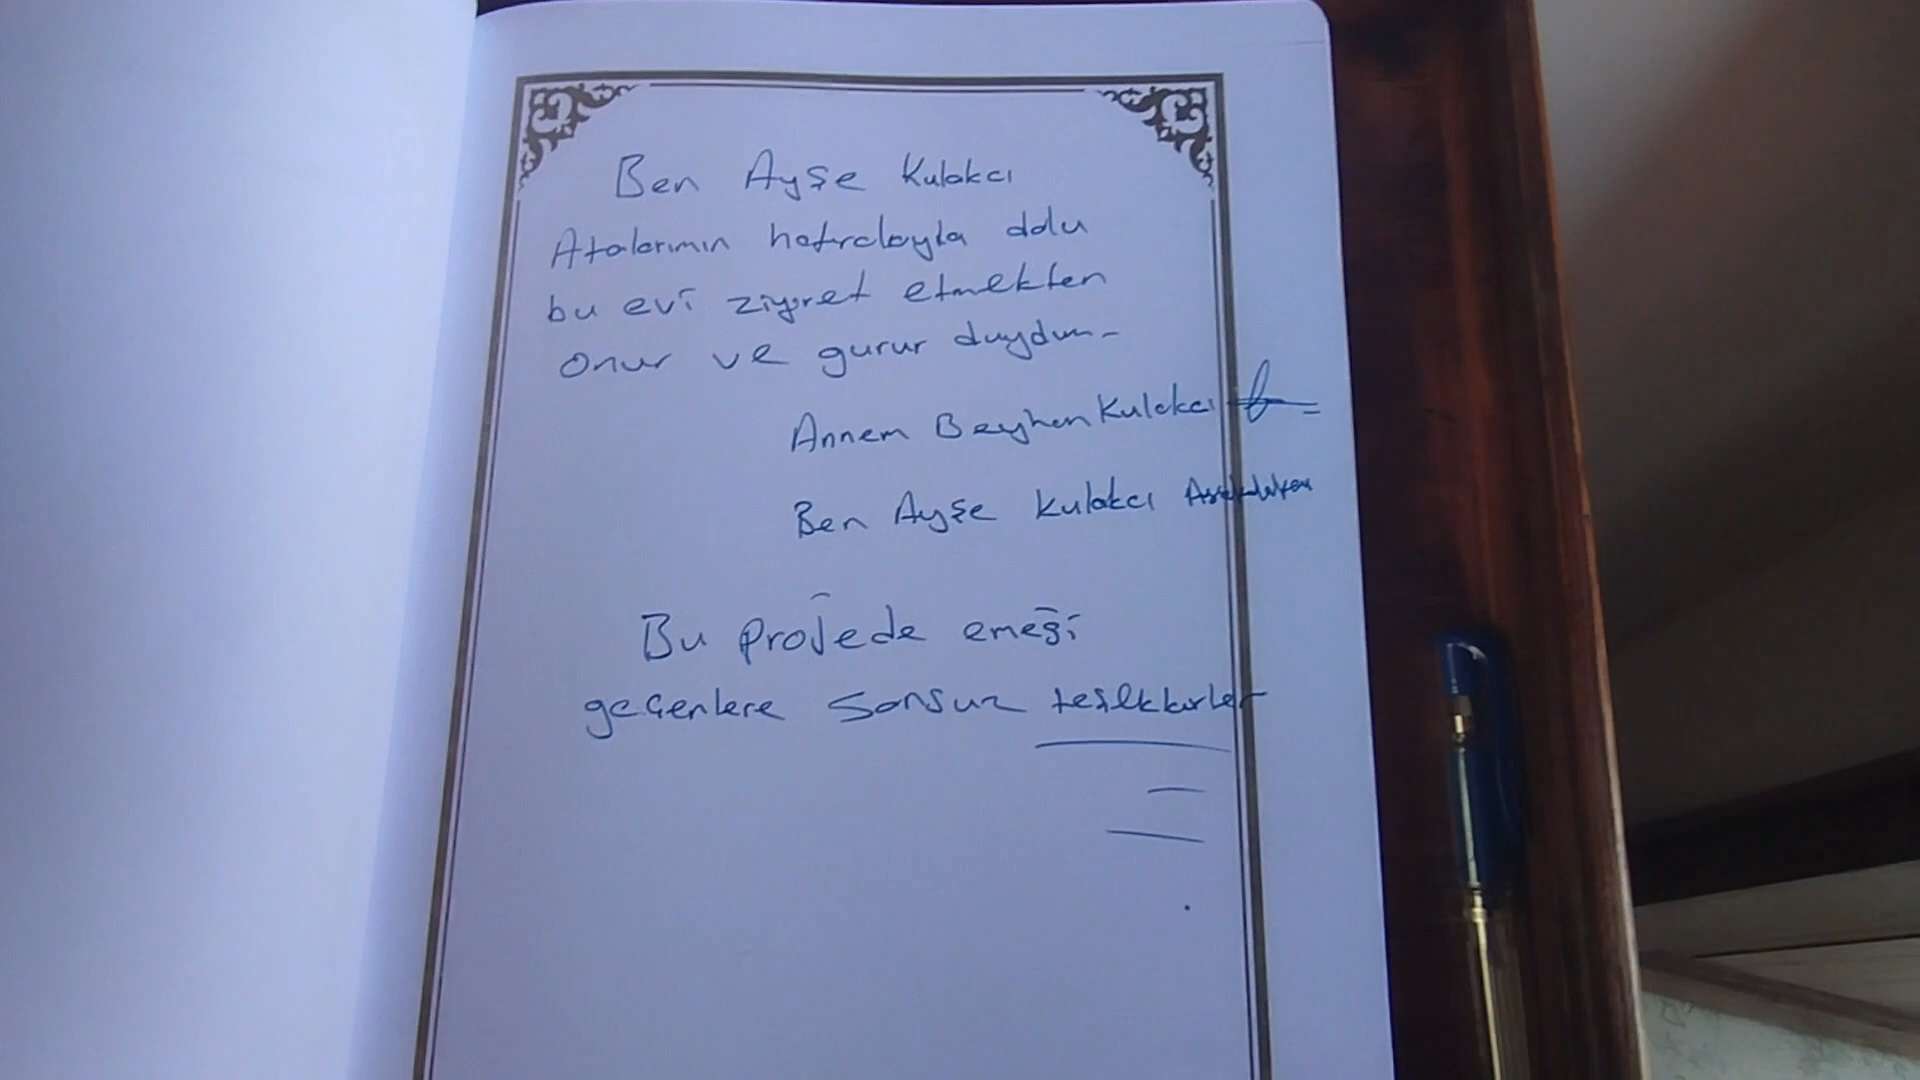 Ben Ayşe Kulakcı
Atalarımın hatıralayla dolu
bu evi ziyaret etmekten
onur ve gurur duydum
Annem Beyhan Kulakcı
Ben Ayşe Kulakcı
Bu projede emeği
geçenlere sonsuz teşekkürler